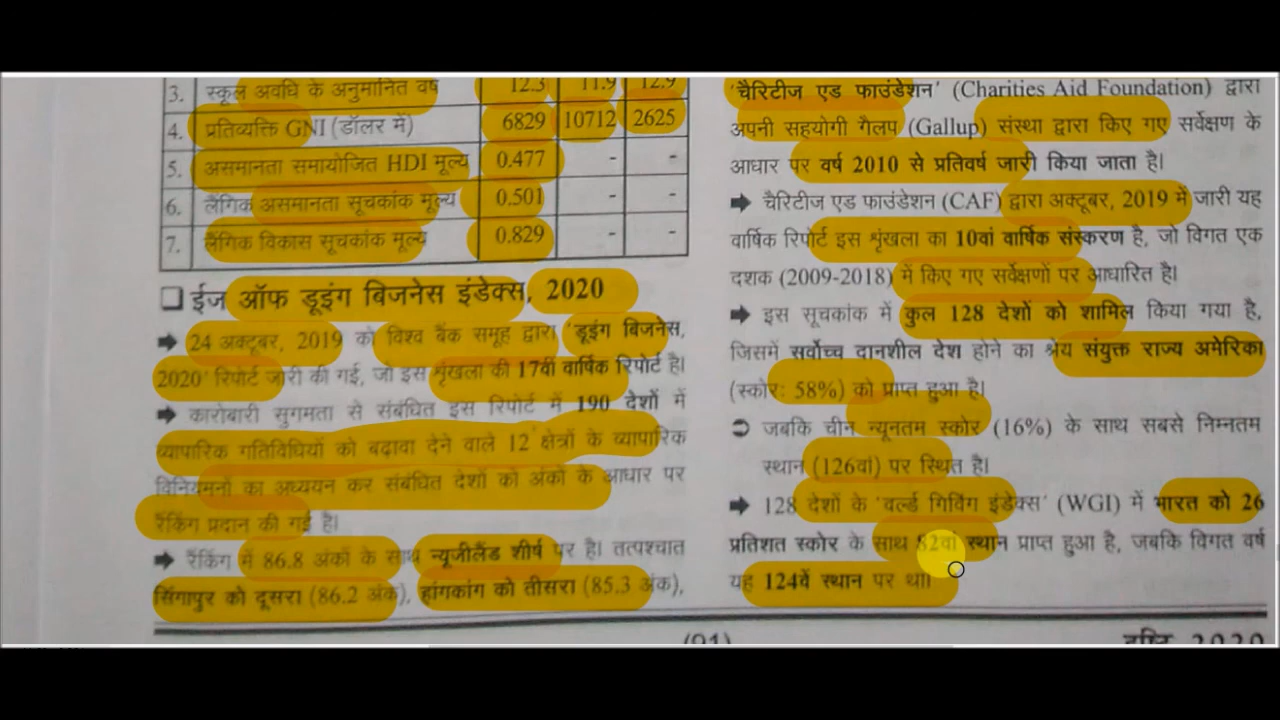 3. स्कूल अवधि के अनुमानित वर्ष 12.3 11.9 12.9
4. प्रतिव्यक्ति GNI (डॉलर में) 6829 10712 2625
5. असमानता समायोजित HDI मूल्य 0.477 - -
6. लैंगिक असमानता सूचकांक मूल्य 0.501 - -
7. लैंगिक विकास सूचकांक मूल्य 0.829 - -
❑ ईज ऑफ डूइंग बिजनेस इंडेक्स, 2020
➡ 24 अक्टूबर, 2019 को विश्व बैंक समूह द्वारा 'डूइंग बिजनेस,
2020' रिपोर्ट जारी की गई, जो इस शृंखला की 17वीं वार्षिक रिपोर्ट है।
➡ कारोबारी सुगमता से संबंधित इस रिपोर्ट में 190 देशों में
व्यापारिक गतिविधियों को बढ़ावा देने वाले 12 क्षेत्रों के व्यापारिक
विनियमनों का अध्ययन कर संबंधित देशों को अंकों के आधार पर
रैंकिंग प्रदान की गई है।
➡ रैंकिंग में 86.8 अंकों के साथ न्यूजीलैंड शीर्ष पर है। तत्पश्चात
सिंगापुर को दूसरा (86.2 अंक), हांगकांग को तीसरा (85.3 अंक),
'चैरिटीज एड फाउंडेशन' (Charities Aid Foundation) द्वारा
अपनी सहयोगी गैलप (Gallup) संस्था द्वारा किए गए सर्वेक्षण के
आधार पर वर्ष 2010 से प्रतिवर्ष जारी किया जाता है।
➡ चैरिटीज एड फाउंडेशन (CAF) द्वारा अक्टूबर, 2019 में जारी यह
वार्षिक रिपोर्ट इस शृंखला का 10वां वार्षिक संस्करण है, जो विगत एक
दशक (2009-2018) में किए गए सर्वेक्षणों पर आधारित है।
➡ इस सूचकांक में कुल 128 देशों को शामिल किया गया है,
जिसमें सर्वोच्च दानशील देश होने का श्रेय संयुक्त राज्य अमेरिका
(स्कोर: 58%) को प्राप्त हुआ है।
➲ जबकि चीन न्यूनतम स्कोर (16%) के साथ सबसे निम्नतम
स्थान (126वां) पर स्थित है।
➡ 128 देशों के 'वर्ल्ड गिविंग इंडेक्स' (WGI) में भारत को 26
प्रतिशत स्कोर के साथ 82वां स्थान प्राप्त हुआ है, जबकि विगत वर्ष
यह 124वें स्थान पर था।
(91)
दृष्टि 2020